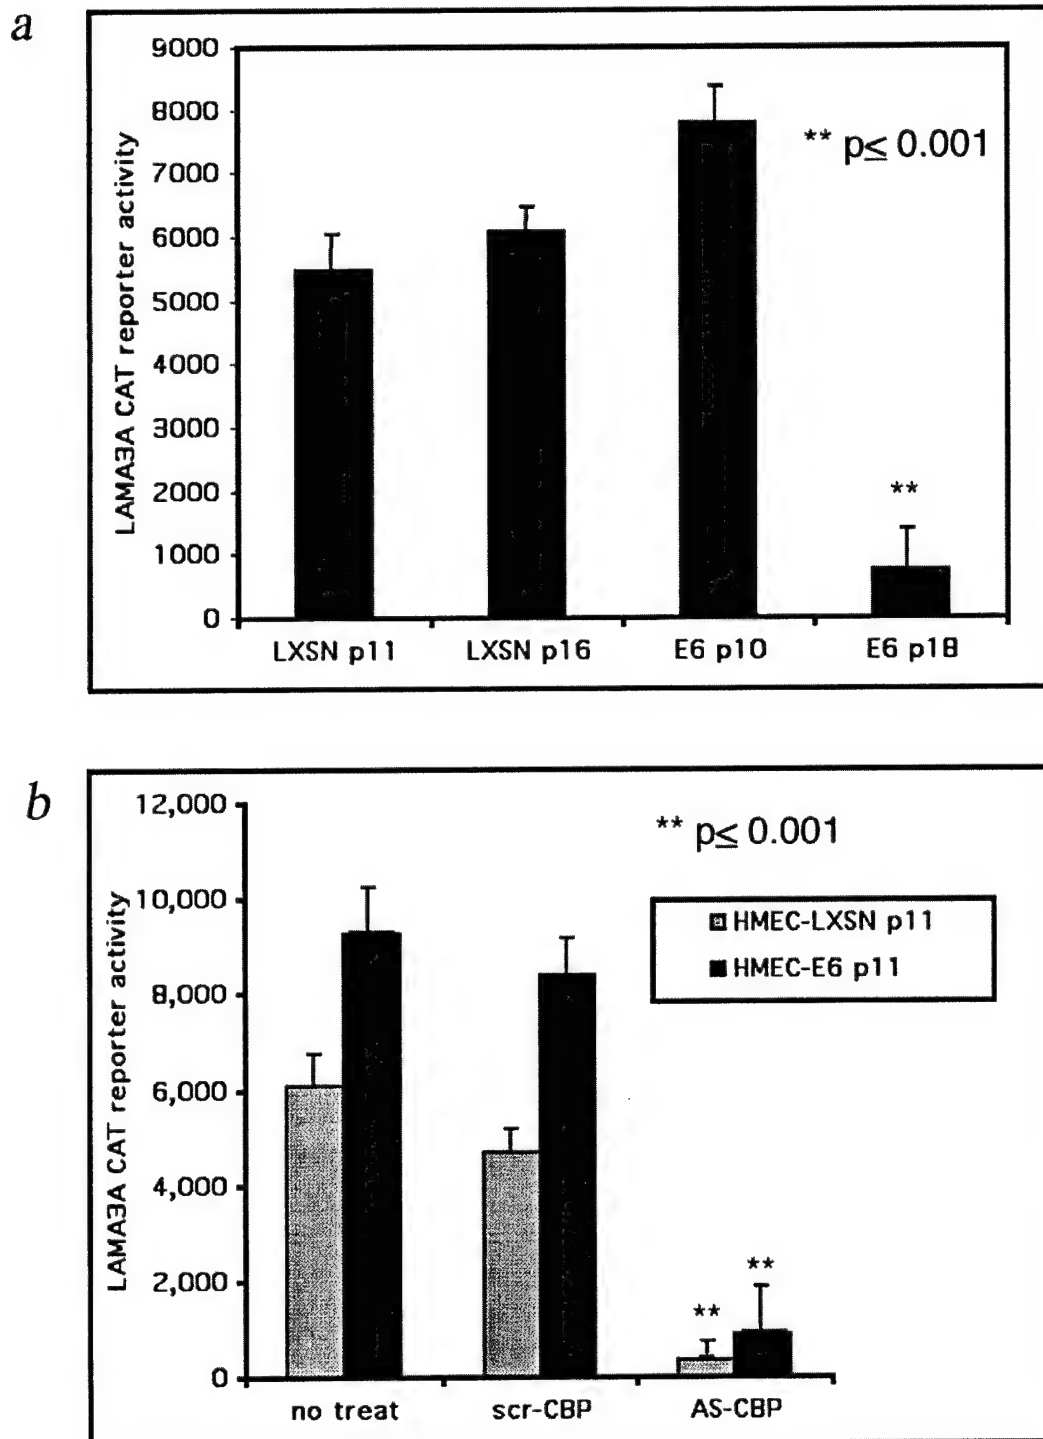 a
LAMA3A CAT reporter activity
9000
8000
7000
6000
5000
4000
3000
2000
1000
0
** p≤ 0.001
**
LXSN p11
LXSN p16
E6 p10
E6 p18
b
LAMA3A CAT reporter activity
12,000
10,000
8,000
6,000
4,000
2,000
0
** p≤ 0.001
HMEC-LXSN p11
HMEC-E6 p11
**
**
no treat
scr-CBP
AS-CBP